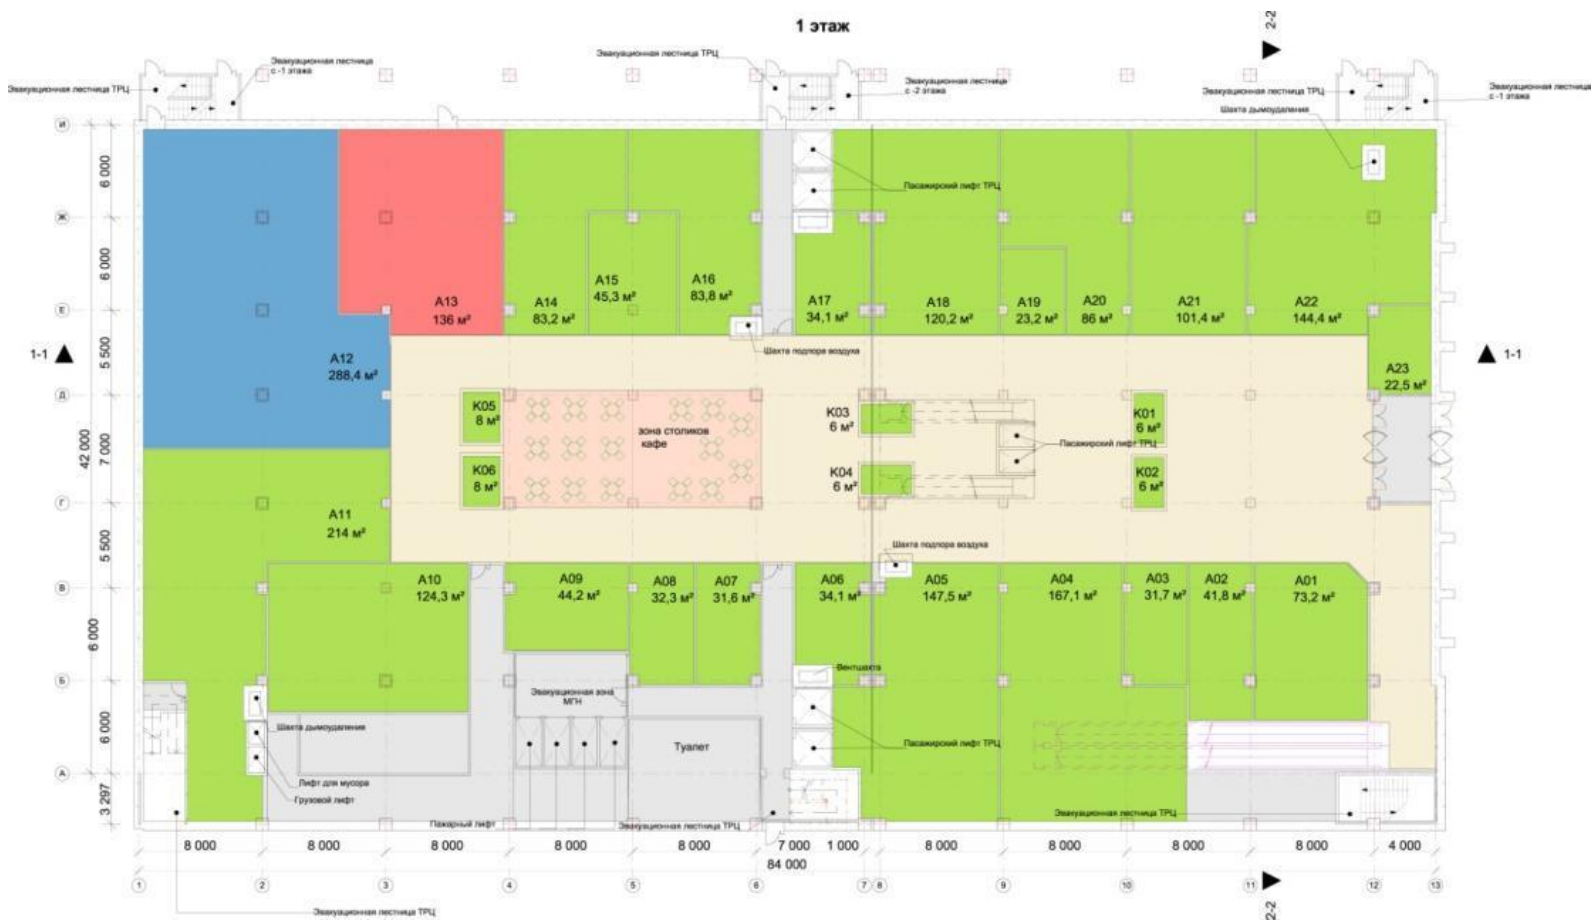 1 этаж
2-2
Эвакуационная лестница ТРЦ
Эвакуационная лестница
с -1 этажа
Эвакуационная лестница ТРЦ
Эвакуационная лестница
с -2 этажа
Эвакуационная лестница ТРЦ
Эвакуационная лестница
с -1 этажа
Шахта дымоудаления
И
Ж
Е
Д
Г
В
Б
А
6 000
6 000
5 500
7 000
5 500
6 000
6 000
3 297
42 000
1-1
1-1
Пасажирский лифт ТРЦ
A13
136 м²
A14
83,2 м²
A15
45,3 м²
A16
83,8 м²
A17
34,1 м²
A18
120,2 м²
A19
23,2 м²
A20
86 м²
A21
101,4 м²
A22
144,4 м²
A12
288,4 м²
Шахта подпора воздуха
A23
22,5 м²
K05
8 м²
зона столиков
кафе
K03
6 м²
K01
6 м²
Пасажирский лифт ТРЦ
K06
8 м²
K04
6 м²
K02
6 м²
A11
214 м²
Шахта подпора воздуха
A10
124,3 м²
A09
44,2 м²
A08
32,3 м²
A07
31,6 м²
A06
34,1 м²
A05
147,5 м²
A04
167,1 м²
A03
31,7 м²
A02
41,8 м²
A01
73,2 м²
Вентшахта
Эвакуационная зона
МГН
Шахта дымоудаления
Туалет
Пасажирский лифт ТРЦ
Лифт для мусора
Грузовой лифт
Пажарный лифт
Эвакуационная лестница ТРЦ
Эвакуационная лестница ТРЦ
8 000
8 000
8 000
8 000
8 000
7 000
1 000
8 000
8 000
8 000
8 000
4 000
84 000
1
2
3
4
5
6
7
8
9
10
11
12
13
Эвакуационная лестница ТРЦ
2-2